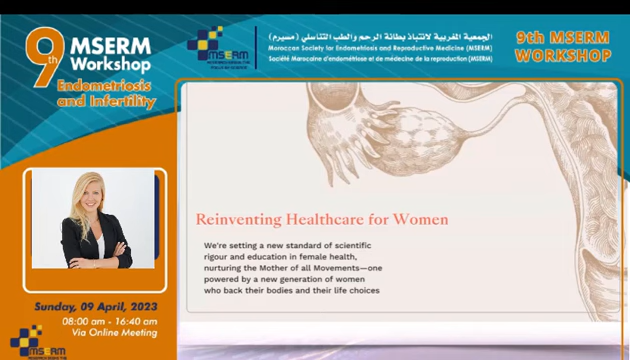 9th MSERM
Workshop
Endometriosis
and Infertility
MSERM
الجمعية المغربية لانتباذ بطانة الرحم والطب التناسلي (مسيرم)
Moroccan Society for Endometriosis and Reproductive Medicine (MSERM)
Société Marocaine d'endométriose et de médecine de la reproduction (MSERM)
9th MSERM
WORKSHOP
Reinventing Healthcare for Women
We're setting a new standard of scientific
rigour and education in female health,
nurturing the Mother of all Movements—one
powered by a new generation of women
who back their bodies and their life choices
Sunday, 09 April, 2023
08:00 am - 16:40 am
Via Online Meeting
MSERM